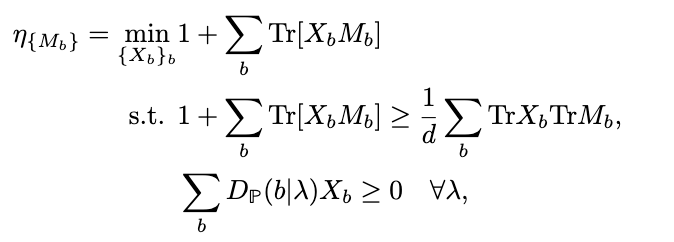 η_{M_b} = min_{{X_b}_b} 1 + ∑_b Tr[X_b M_b]
s.t. 1 + ∑_b Tr[X_b M_b] ≥ \frac{1}{d} ∑_b TrX_b TrM_b,
∑_b D_ℙ(b|λ)X_b ≥ 0 ∀λ,